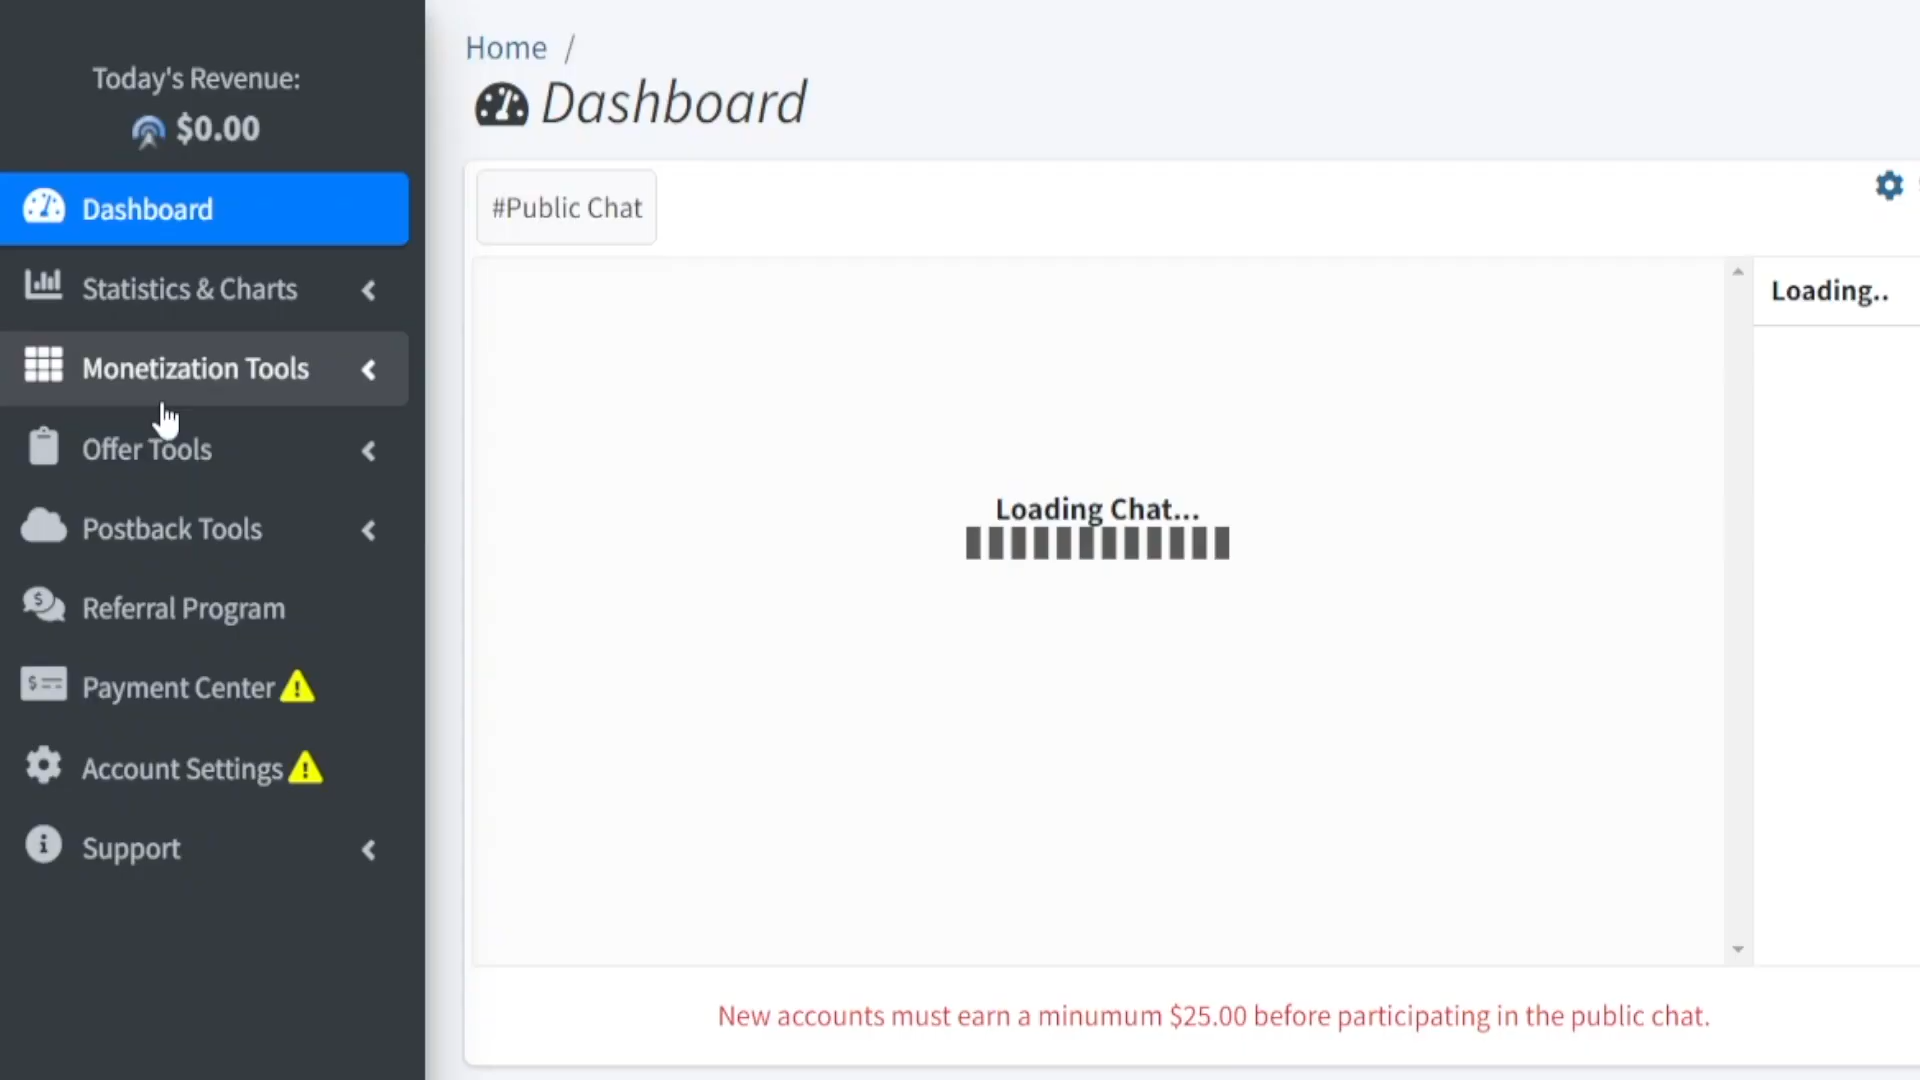 Today's Revenue:
$0.00
Dashboard
Statistics & Charts
Monetization Tools
Offer Tools
Postback Tools
Referral Program
Payment Center
Account Settings
Support
Home /
Dashboard
#Public Chat
Loading Chat...
Loading..
New accounts must earn a minumum $25.00 before participating in the public chat.